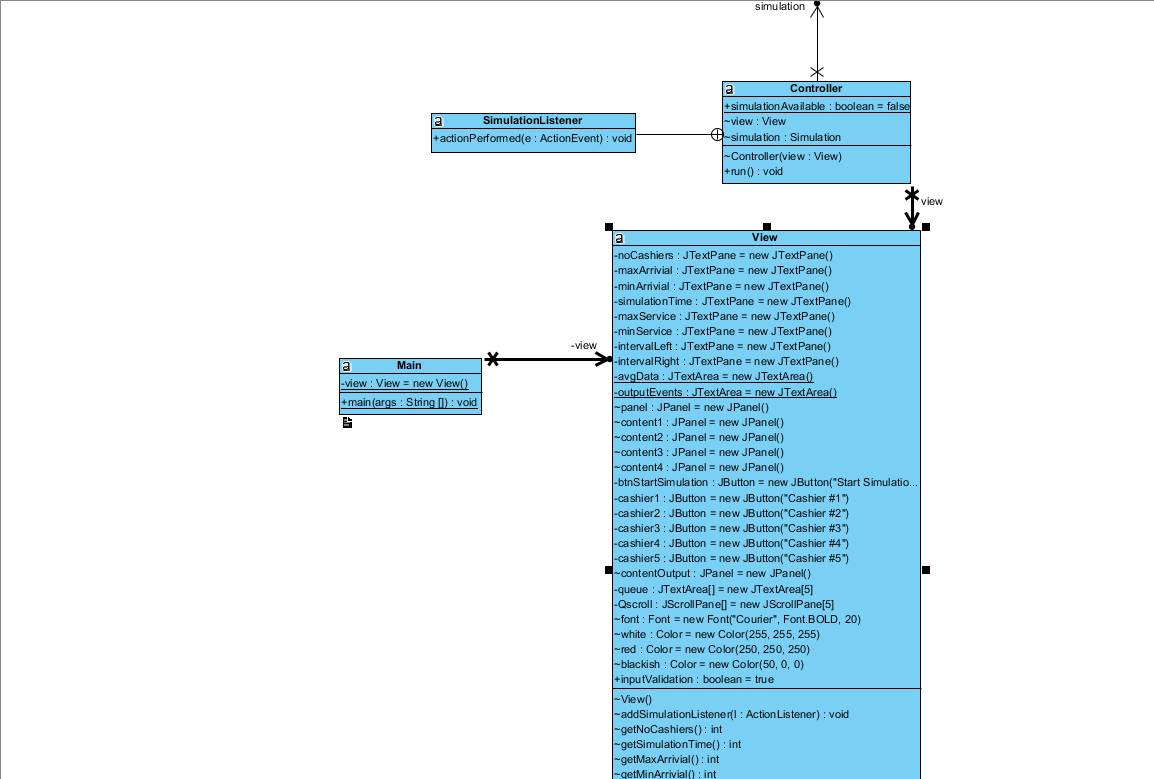 simulation
Controller
+simulationAvailable : boolean = false
~view : View
~simulation : Simulation
~Controller(view : View)
+run() : void
SimulationListener
+actionPerformed(e : ActionEvent) : void
view
View
-noCashiers : JTextPane = new JTextPane()
-maxArrivial : JTextPane = new JTextPane()
-minArrivial : JTextPane = new JTextPane()
-simulationTime : JTextPane = new JTextPane()
-maxService : JTextPane = new JTextPane()
-minService : JTextPane = new JTextPane()
-intervalLeft : JTextPane = new JTextPane()
-intervalRight : JTextPane = new JTextPane()
-avgData : JTextArea = new JTextArea()
-outputEvents : JTextArea = new JTextArea()
~panel : JPanel = new JPanel()
~content1 : JPanel = new JPanel()
~content2 : JPanel = new JPanel()
~content3 : JPanel = new JPanel()
~content4 : JPanel = new JPanel()
-btnStartSimulation : JButton = new JButton("Start Simulatio...
-cashier1 : JButton = new JButton("Cashier #1")
-cashier2 : JButton = new JButton("Cashier #2")
-cashier3 : JButton = new JButton("Cashier #3")
-cashier4 : JButton = new JButton("Cashier #4")
-cashier5 : JButton = new JButton("Cashier #5")
~contentOutput : JPanel = new JPanel()
-queue : JTextArea[] = new JTextArea[5]
-Qscroll : JScrollPane[] = new JScrollPane[5]
~font : Font = new Font("Courier", Font.BOLD, 20)
~white : Color = new Color(255, 255, 255)
~red : Color = new Color(250, 250, 250)
~blackish : Color = new Color(50, 0, 0)
+inputValidation : boolean = true
~View()
~addSimulationListener(l : ActionListener) : void
~getNoCashiers() : int
~getSimulationTime() : int
~getMaxArrivial() : int
~getMinArrivial() : int
-view
Main
-view : View = new View()
+main(args : String []) : void